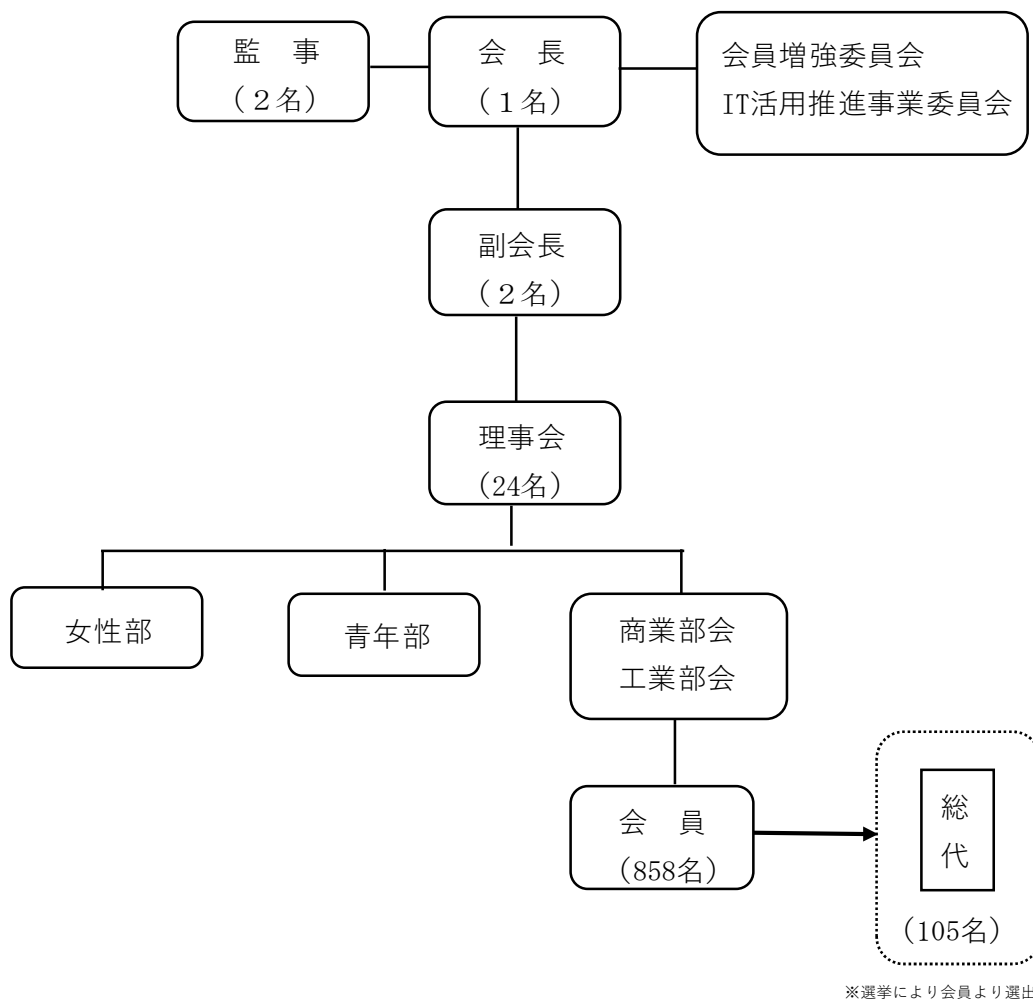 監　事
（２名）
会　長
（１名）
会員増強委員会
IT活用推進事業委員会
副会長
（２名）
理事会
（24名）
女性部
青年部
商業部会
工業部会
会　員
（858名）
総
代
（105名）
※選挙により会員より選出